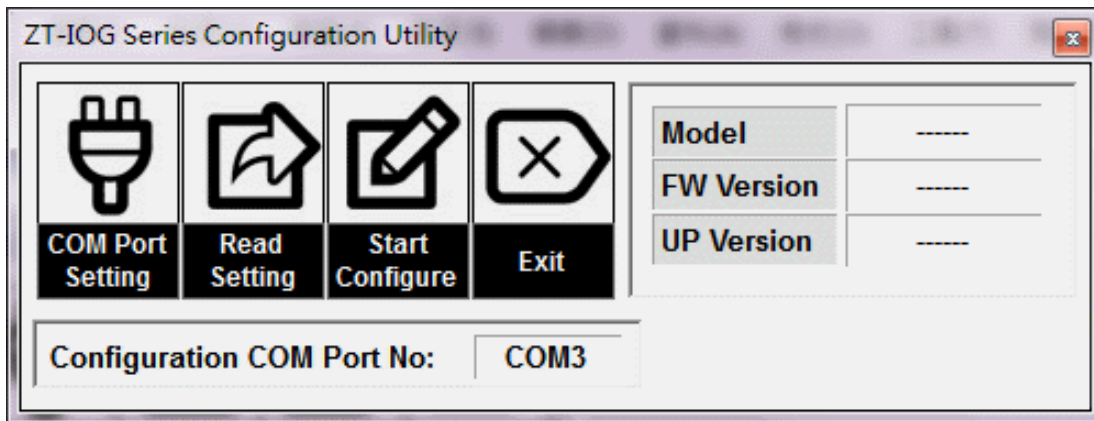 ZT-IOG Series Configuration Utility
COM Port
Setting
Read
Setting
Start
Configure
Exit
Model
------
FW Version
------
UP Version
------
Configuration COM Port No:
COM3